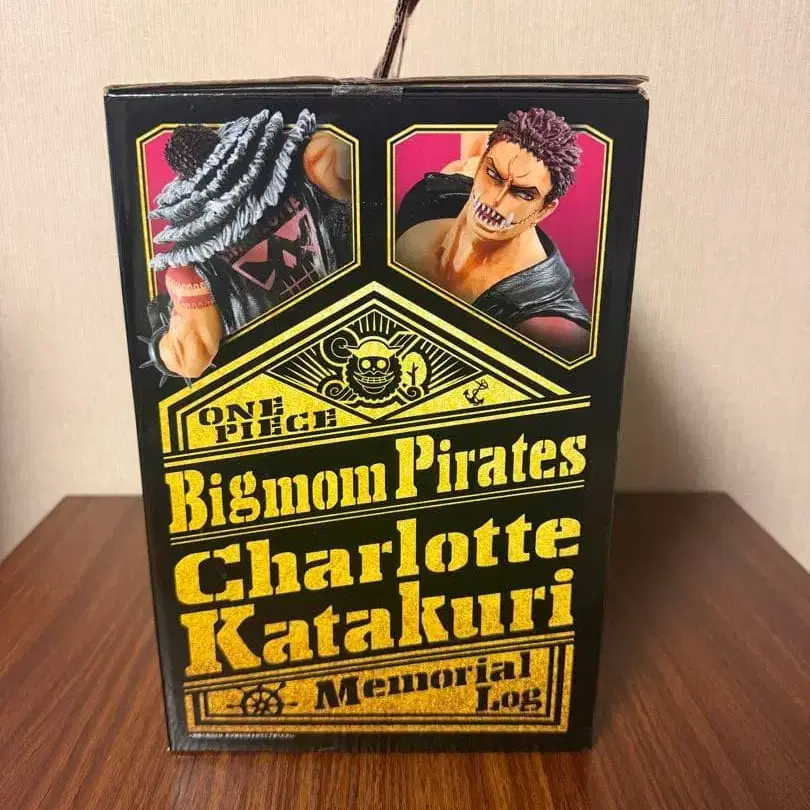 ONE
PIECE
Bigmom Pirates
Charlotte
Katakuri
Memorial
Log